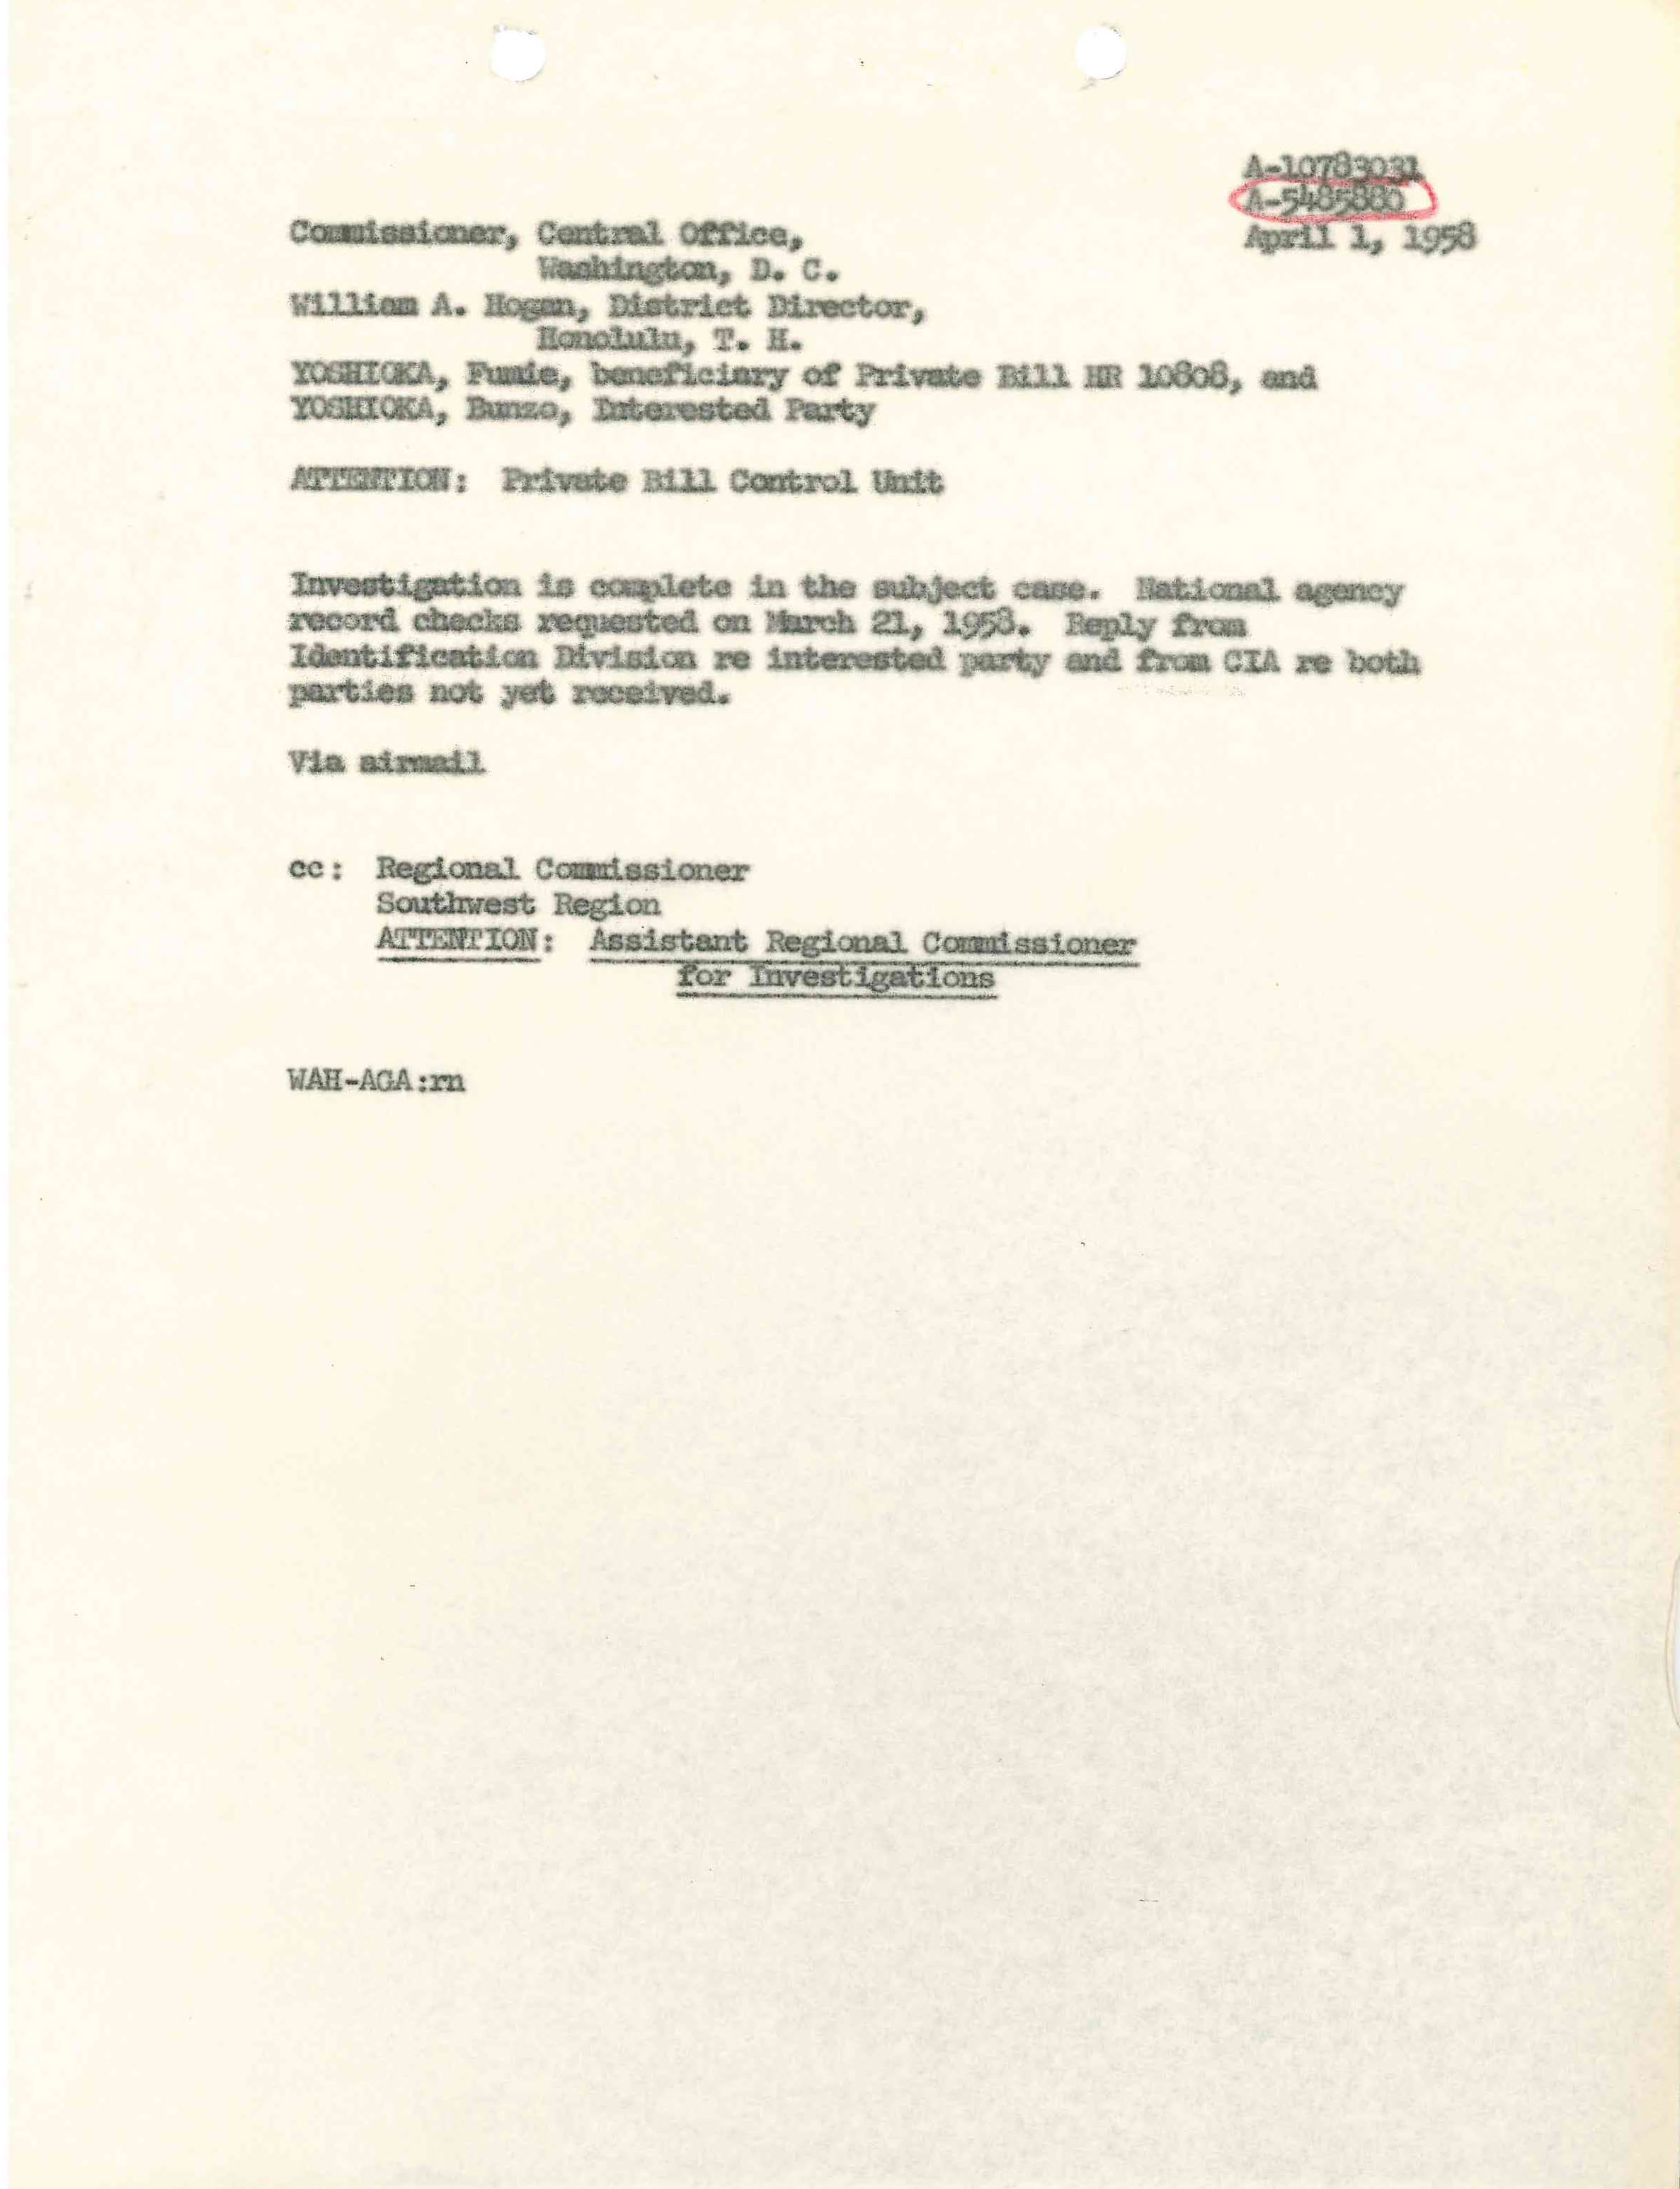 A-10783031
A-5485880
April 1, 1958
Commissioner, Central Office,
Washington, D. C.
William A. Hogan, District Director,
Honolulu, T. H.
YOSHIOKA, Fumie, beneficiary of Private Bill HR 10808, and
YOSHIOKA, Bunzo, Interested Party
ATTENTION: Private Bill Control Unit
Investigation is complete in the subject case. National agency
record checks requested on March 21, 1958. Reply from
Identification Division re interested party and from CIA re both
parties not yet received.
Via airmail
cc: Regional Commissioner
Southwest Region
ATTENTION: Assistant Regional Commissioner
for Investigations
WAH-AGA:rn